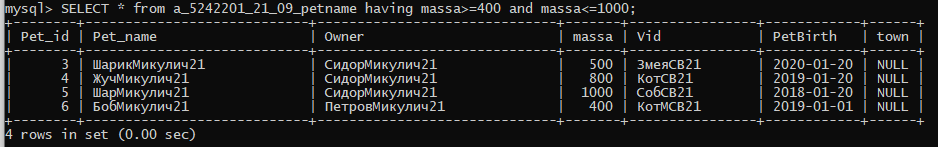 mysql> SELECT * from a_5242201_21_09_petname having massa>=400 and massa<=1000;
+--------+----------------------+------------------------+-------+-------------+------------+------+
| Pet_id | Pet_name | Owner | massa | Vid | PetBirth | town |
+--------+----------------------+------------------------+-------+-------------+------------+------+
| 3 | ШарикМикулич21 | СидорМикулич21 | 500 | ЗмеяСВ21 | 2020-01-20 | NULL |
| 4 | ЖучМикулич21 | СидорМикулич21 | 800 | КотСВ21 | 2019-01-20 | NULL |
| 5 | ШарМикулич21 | СидорМикулич21 | 1000 | СобСВ21 | 2018-01-20 | NULL |
| 6 | БобМикулич21 | ПетровМикулич21 | 400 | КотМСВ21 | 2019-01-01 | NULL |
+--------+----------------------+------------------------+-------+-------------+------------+------+
4 rows in set (0.00 sec)